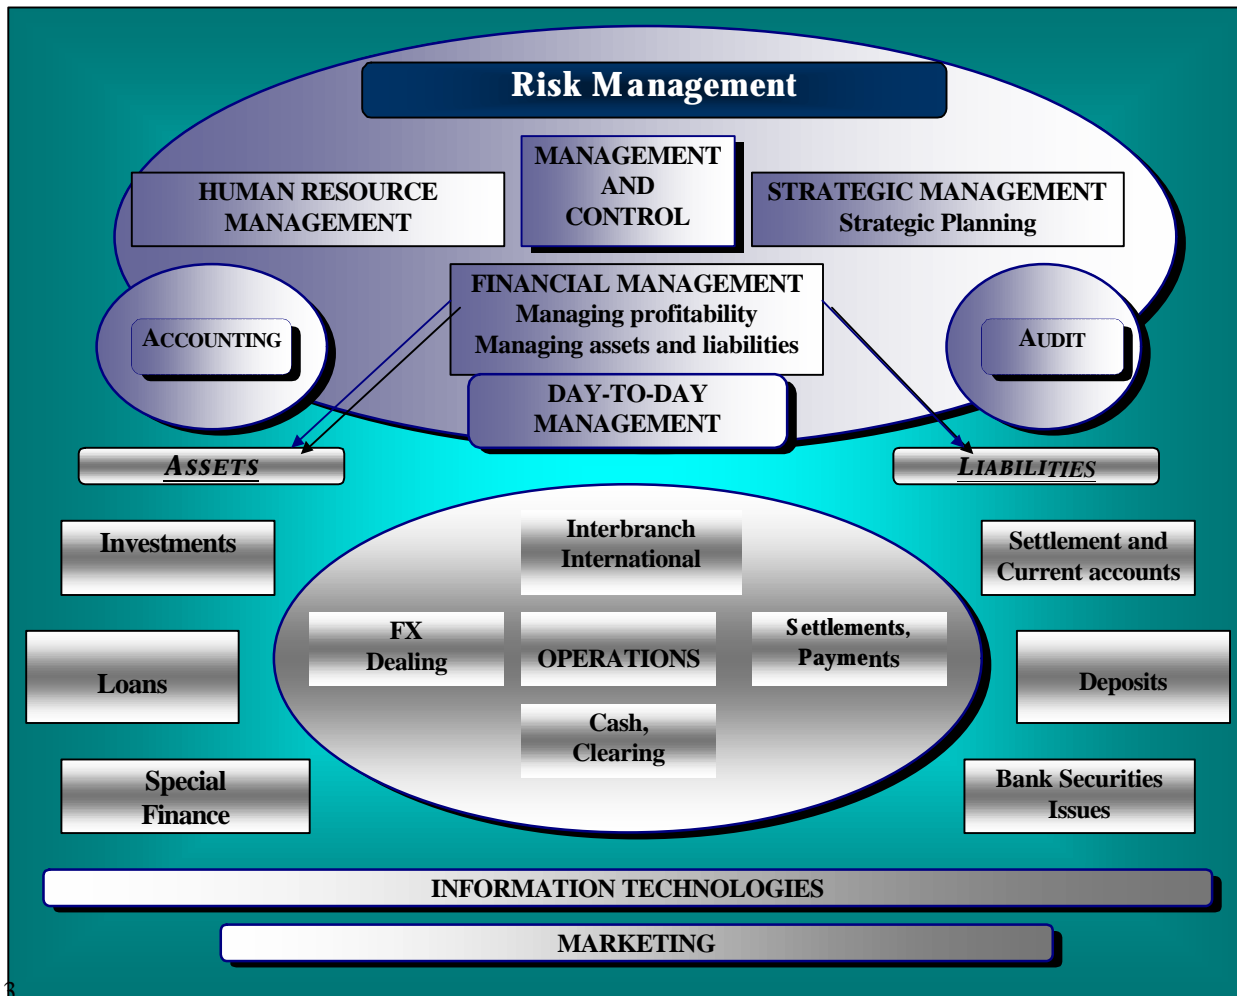 Risk Management
MANAGEMENT
AND
CONTROL
HUMAN RESOURCE
MANAGEMENT
STRATEGIC MANAGEMENT
Strategic Planning
FINANCIAL MANAGEMENT
Managing profitability
Managing assets and liabilities
ACCOUNTING
AUDIT
DAY-TO-DAY
MANAGEMENT
ASSETS
LIABILITIES
Investments
Interbranch
International
Settlement and
Current accounts
Loans
FX
Dealing
OPERATIONS
Settlements,
Payments
Deposits
Cash,
Clearing
Special
Finance
Bank Securities
Issues
INFORMATION TECHNOLOGIES
MARKETING
3